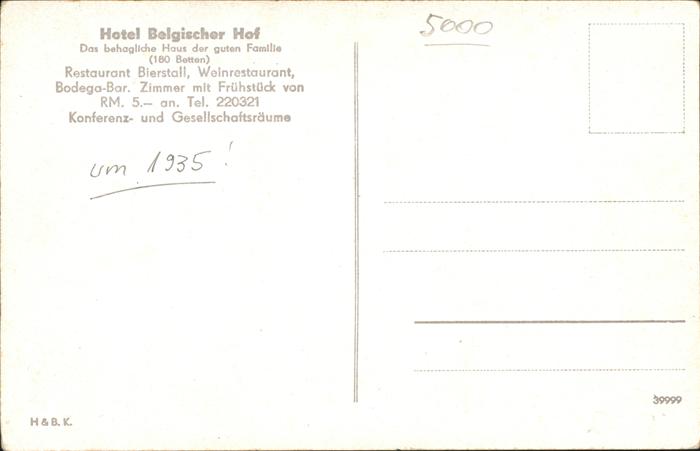 Hotel Belgischer Hof
Das behagliche Haus der guten Familie
(180 Betten)
Restaurant Bierstall, Weinrestaurant,
Bodega-Bar. Zimmer mit Frühstück von
RM. 5.— an. Tel. 220321
Konferenz- und Gesellschaftsräume
um 1935!
5000
39999
H & B. K.